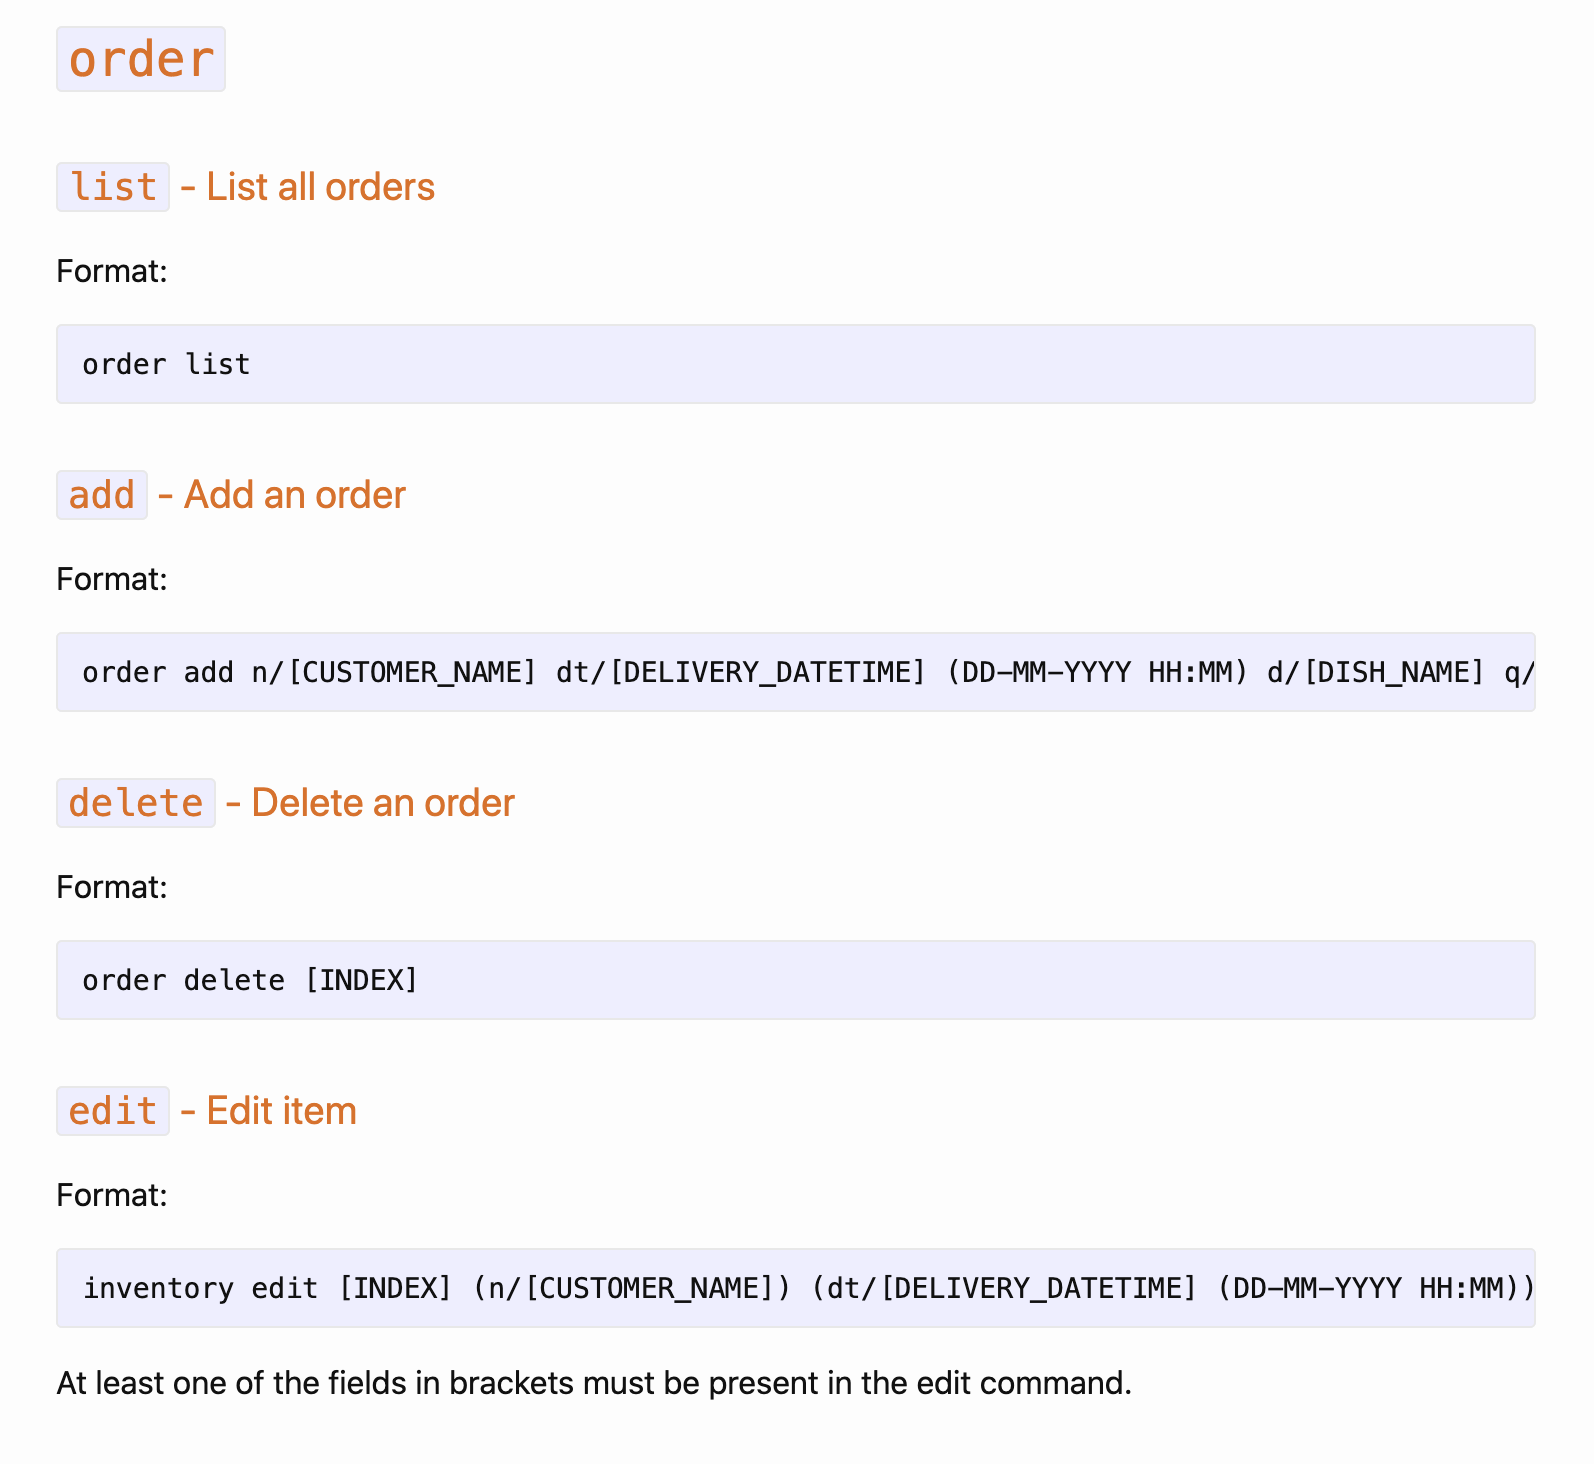 order
list - List all orders
Format:
order list
add - Add an order
Format:
order add n/[CUSTOMER_NAME] dt/[DELIVERY_DATETIME] (DD-MM-YYYY HH:MM) d/[DISH_NAME] q/
delete - Delete an order
Format:
order delete [INDEX]
edit - Edit item
Format:
inventory edit [INDEX] (n/[CUSTOMER_NAME]) (dt/[DELIVERY_DATETIME] (DD-MM-YYYY HH:MM))
At least one of the fields in brackets must be present in the edit command.